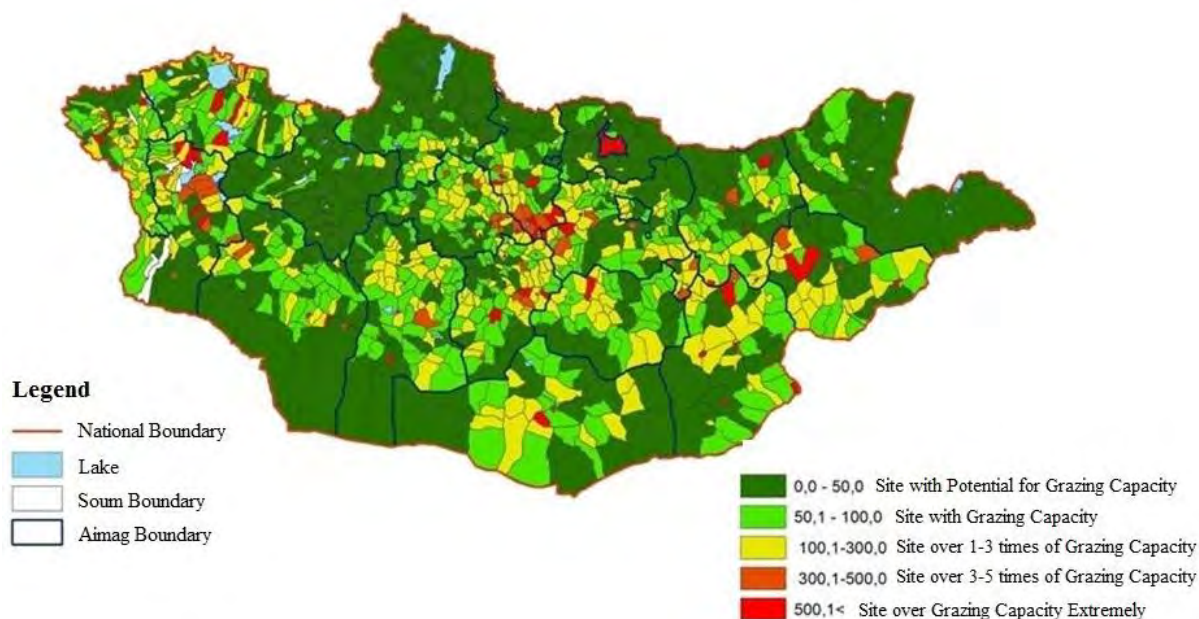 Legend
National Boundary
Lake
Soum Boundary
Aimag Boundary
0,0 - 50,0 Site with Potential for Grazing Capacity
50,1 - 100,0 Site with Grazing Capacity
100,1-300,0 Site over 1-3 times of Grazing Capacity
300,1-500,0 Site over 3-5 times of Grazing Capacity
500,1< Site over Grazing Capacity Extremely